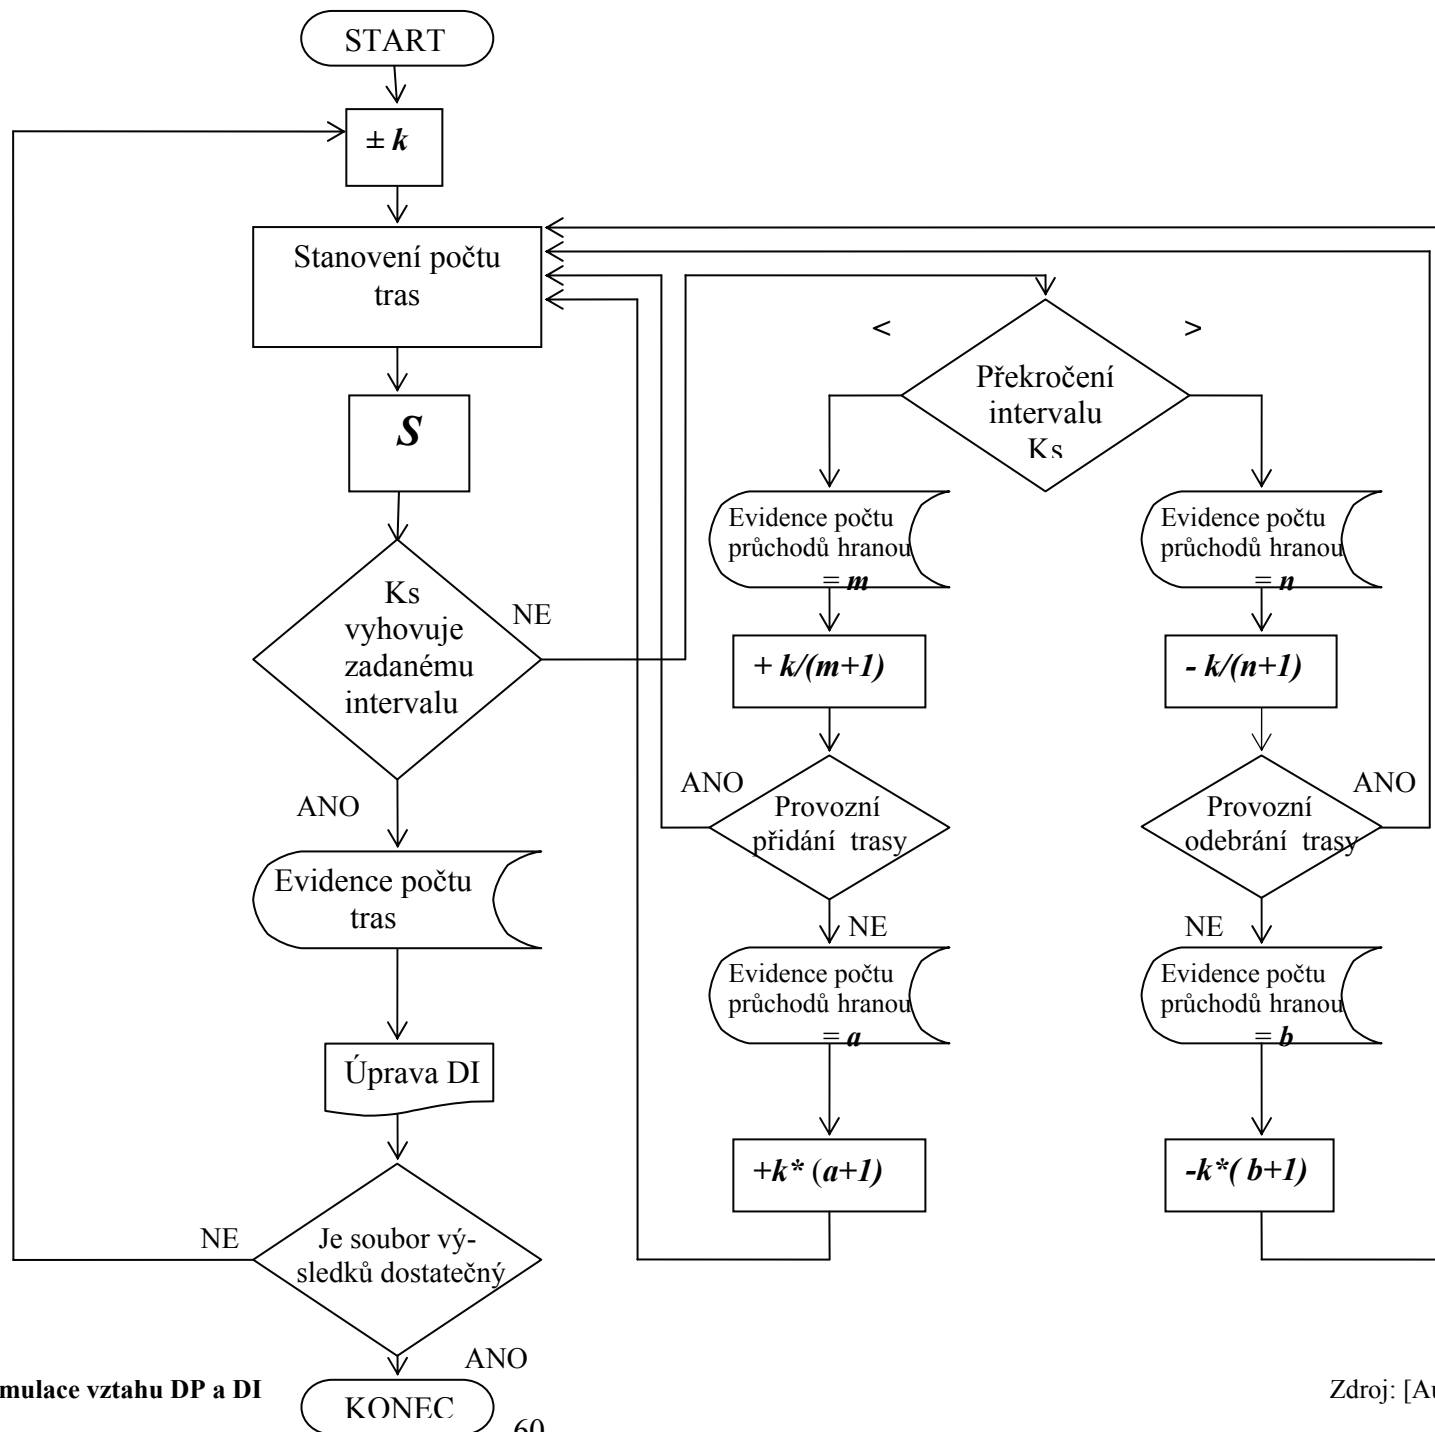 START
± k
Stanovení počtu
tras
S
Ks
vyhovuje
zadanému
intervalu
NE
ANO
Evidence počtu
tras
Úprava DI
Je soubor vý-
sledků dostatečný
NE
ANO
KONEC
<
>
Překročení
intervalu
Ks
Evidence počtu
průchodů hranou
= m
+ k/(m+1)
ANO
Provozní
přidání trasy
NE
Evidence počtu
průchodů hranou
= a
+k* (a+1)
Evidence počtu
průchodů hranou
= n
- k/(n+1)
ANO
Provozní
odebrání trasy
NE
Evidence počtu
průchodů hranou
= b
-k*( b+1)
mulace vztahu DP a DI
Zdroj: [Au
60